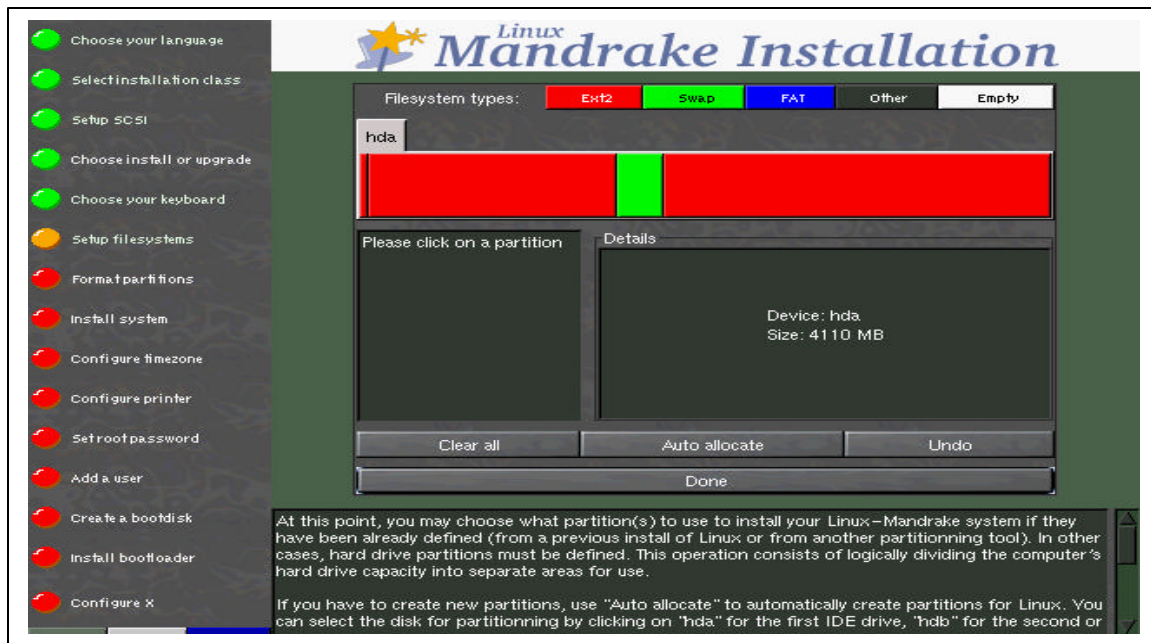 Choose your language
Select installation class
Setup SCSI
Choose install or upgrade
Choose your keyboard
Setup filesystems
Format partitions
Install system
Configure timezone
Configure printer
Set root password
Add a user
Create a bootdisk
Install bootloader
Configure X
Linux
Mandrake Installation
Filesystem types: Ext2 Swap FAT Other Empty
hda
Please click on a partition
Details
Device: hda
Size: 4110 MB
Clear all Auto allocate Undo
Done
At this point, you may choose what partition(s) to use to install your Linux-Mandrake system if they
have been already defined (from a previous install of Linux or from another partitionning tool). In other
cases, hard drive partitions must be defined. This operation consists of logically dividing the computer's
hard drive capacity into separate areas for use.
If you have to create new partitions, use "Auto allocate" to automatically create partitions for Linux. You
can select the disk for partitionning by clicking on "hda" for the first IDE drive, "hdb" for the second or